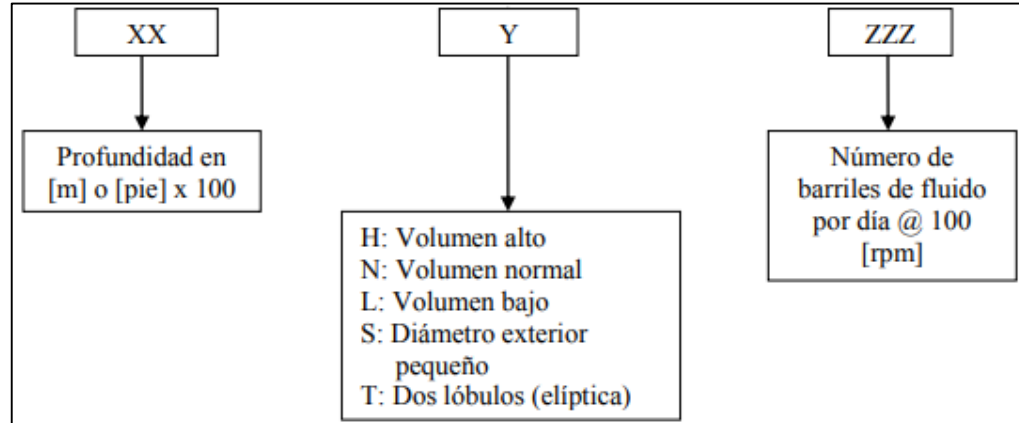 XX
Y
ZZZ
Profundidad en
[m] o [pie] x 100
Número de
barriles de fluido
por día @ 100
[rpm]
H: Volumen alto
N: Volumen normal
L: Volumen bajo
S: Diámetro exterior
pequeño
T: Dos lóbulos (elíptica)